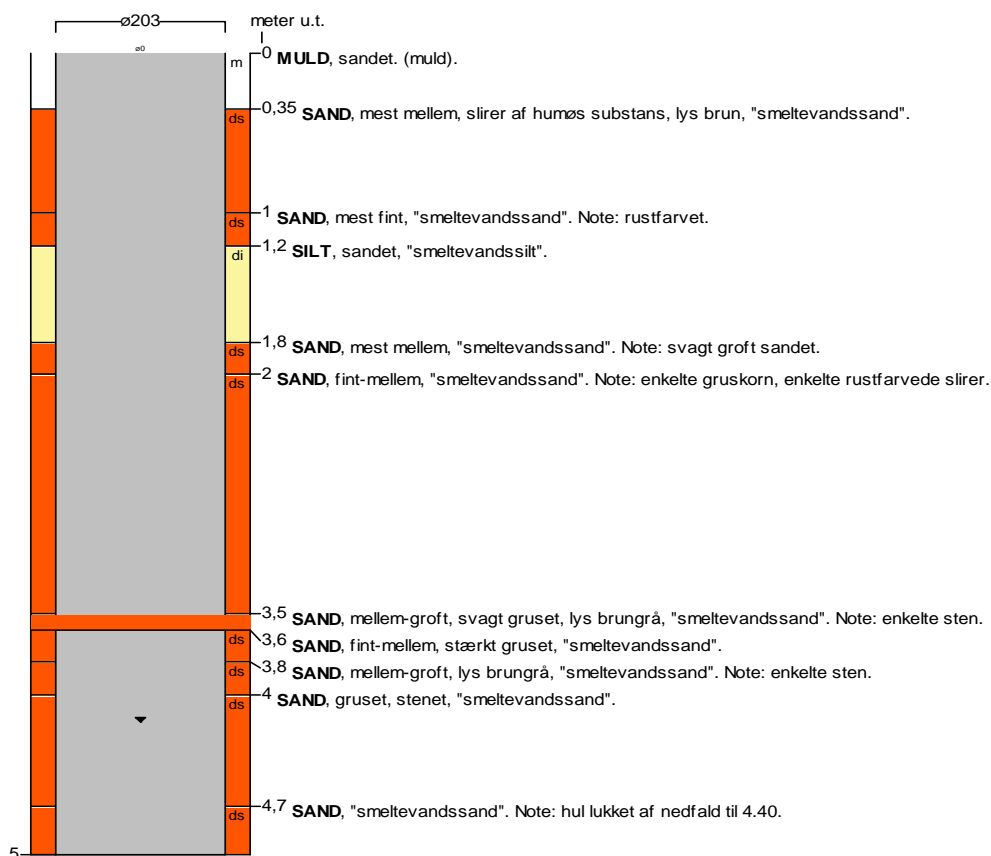 ø203
meter u.t.
ø0
m
0 MULD, sandet. (muld).
0,35 SAND, mest mellem, slirer af humøs substans, lys brun, "smeltevandssand".
ds
1 SAND, mest fint, "smeltevandssand". Note: rustfarvet.
ds
1,2 SILT, sandet, "smeltevandssilt".
di
1,8 SAND, mest mellem, "smeltevandssand". Note: svagt groft sandet.
ds
2 SAND, fint-mellem, "smeltevandssand". Note: enkelte gruskorn, enkelte rustfarvede slirer.
ds
3,5 SAND, mellem-groft, svagt gruset, lys brungrå, "smeltevandssand". Note: enkelte sten.
ds
3,6 SAND, fint-mellem, stærkt gruset, "smeltevandssand".
ds
3,8 SAND, mellem-groft, lys brungrå, "smeltevandssand". Note: enkelte sten.
4 SAND, gruset, stenet, "smeltevandssand".
ds
4,7 SAND, "smeltevandssand". Note: hul lukket af nedfald til 4.40.
ds
5